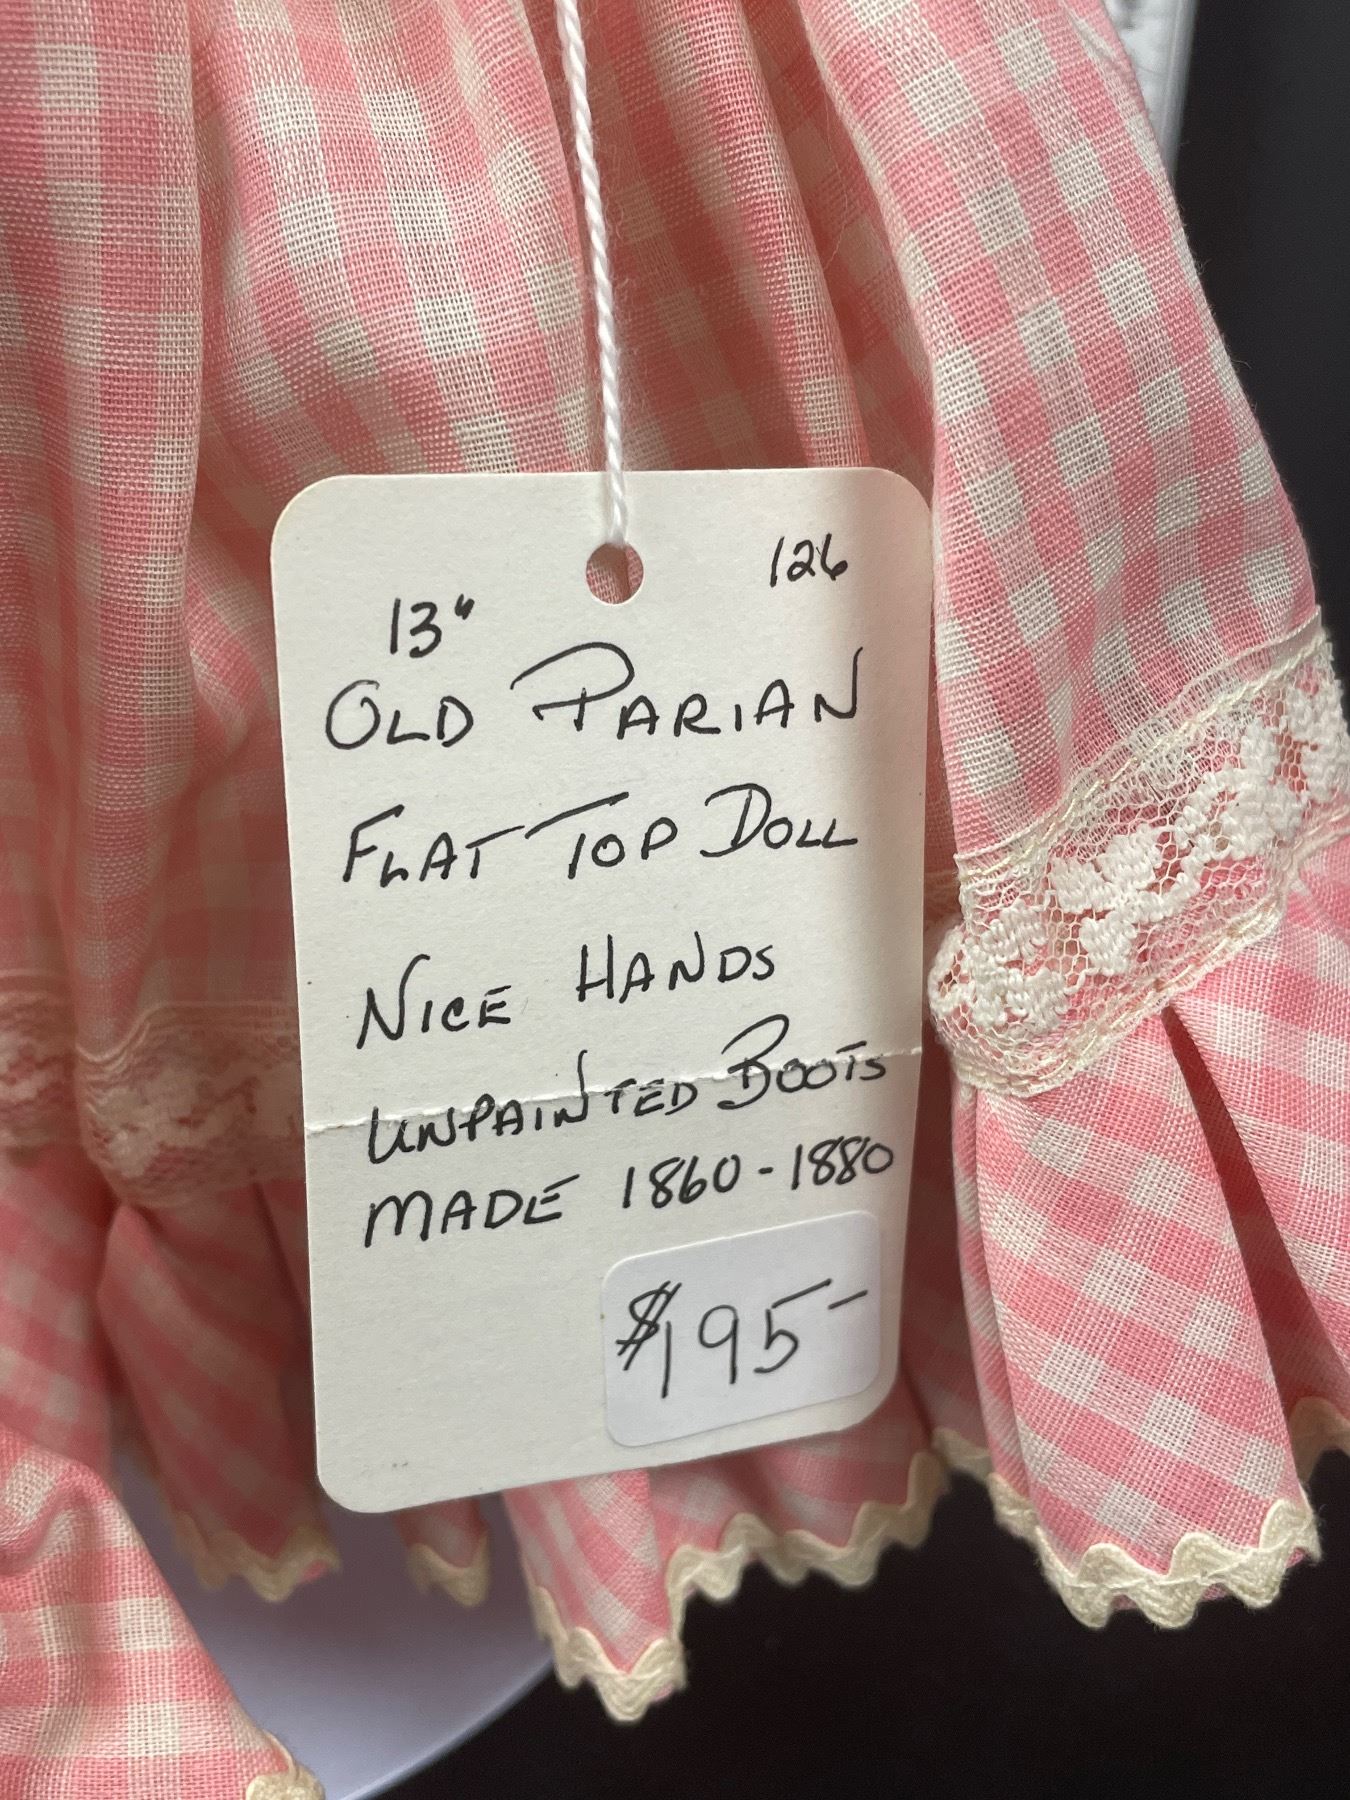 126
13"
OLD PARIAN
FLAT TOP DOLL
NICE HANDS
UNPAINTED BOOTS
MADE 1860-1880
$195-